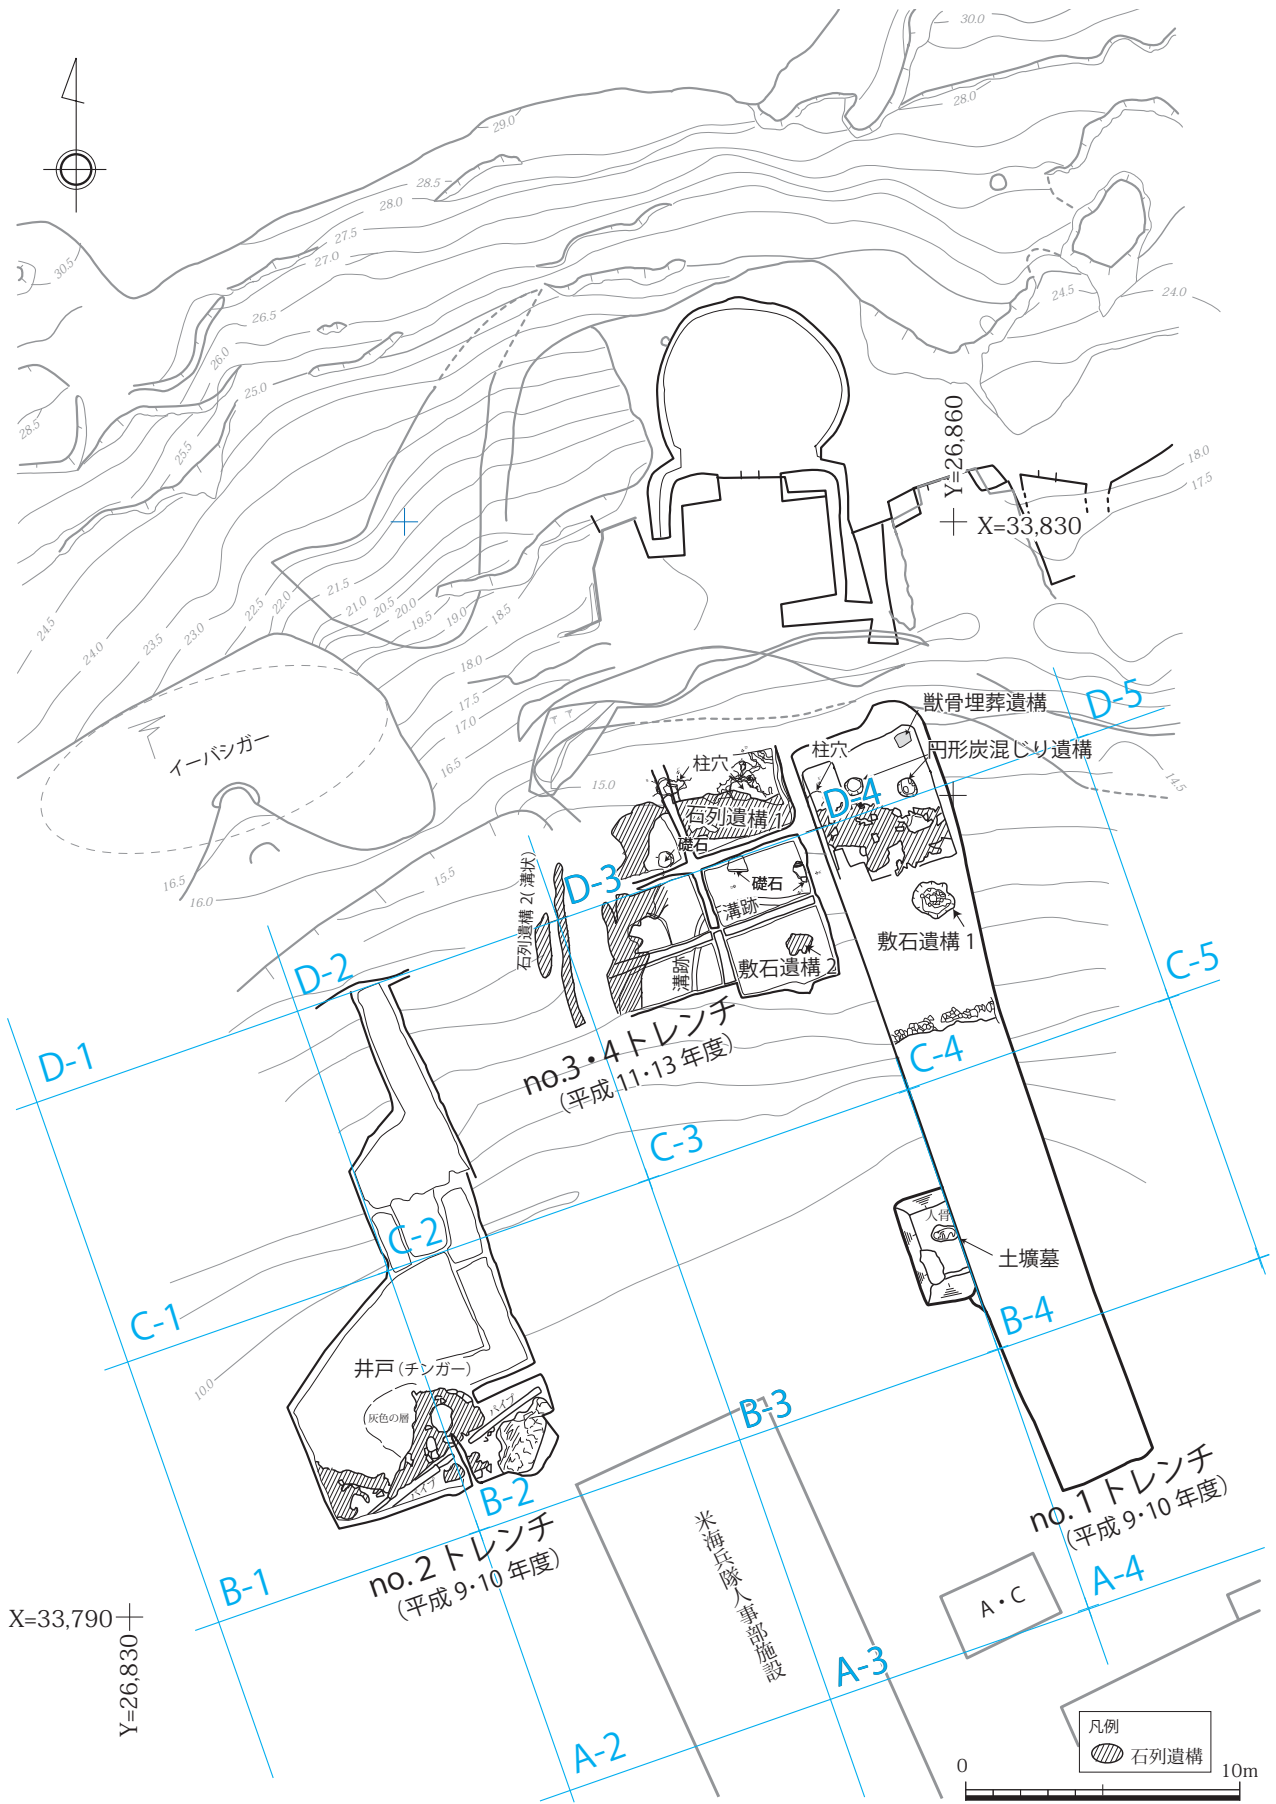 30.0
28.0
29.0
28.5
28.0
27.5
27.0
30.5
26.5
26.0
25.0
28.5
25.5
24.5
24.0
18.0
17.5
Y=26,860
X=33,830
24.5
24.0
23.5
23.0
22.5
22.0
21.5
21.0
20.5
20.0
19.5
19.0
18.5
18.0
17.5
17.0
16.5
イーバシガー
16.5
16.0
15.5
15.0
14.5
D-5
獣骨埋葬遺構
円形炭混じり遺構
柱穴
柱穴
D-4
石列遺構 1
礎石
礎石
D-3
石列遺構 2(溝状)
溝跡
溝跡
敷石遺構 2
敷石遺構 1
C-5
D-2
D-1
no.3・4 トレンチ
(平成 11・13 年度)
C-4
C-3
C-2
C-1
人骨
土壙墓
B-4
10.0
井戸 (チンガー)
灰色の層
パイプ
パイプ
B-3
B-2
no. 2 トレンチ
(平成 9・10 年度)
B-1
米海兵隊人事部施設
no. 1 トレンチ
(平成 9・10 年度)
A・C
A-4
A-3
A-2
X=33,790
Y=26,830
凡例
石列遺構
0
10m